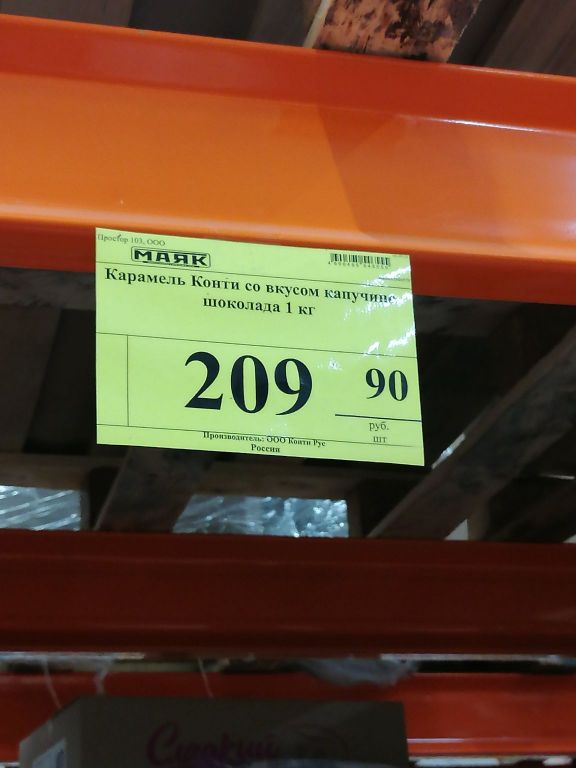 Простор 103, ООО
МАЯК
Карамель Конти со вкусом капучино
шоколада 1 кг
209 90
руб.
шт
Производитель: ООО Конти Рус
Россия